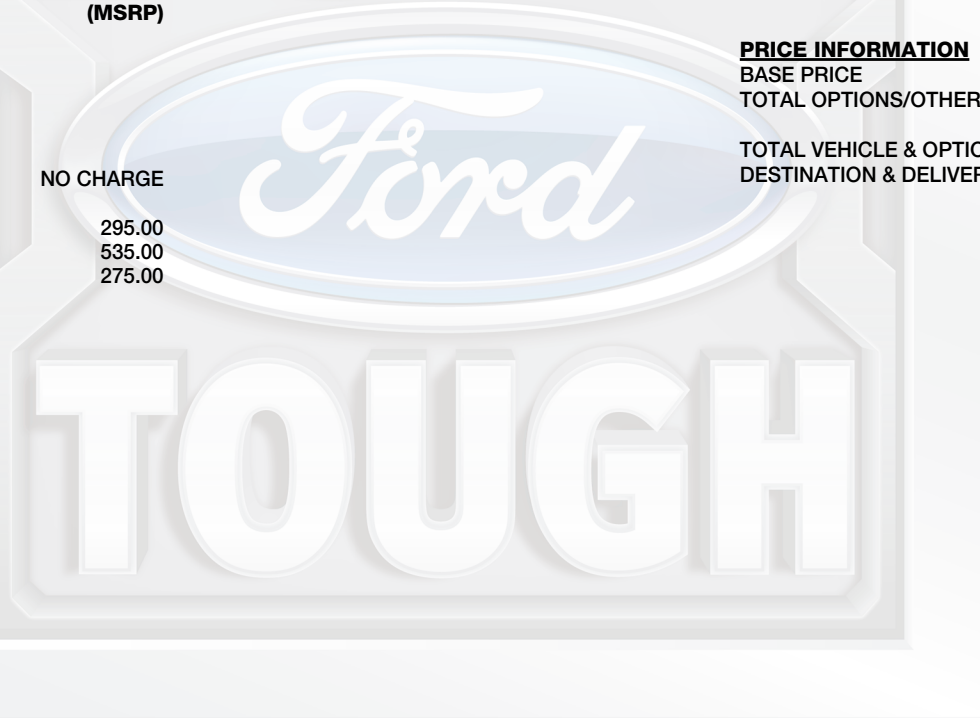 (MSRP)
NO CHARGE
295.00
535.00
275.00
PRICE INFORMATION
BASE PRICE
TOTAL OPTIONS/OTHER
TOTAL VEHICLE & OPTIO
DESTINATION & DELIVER
Ford
TOUGH